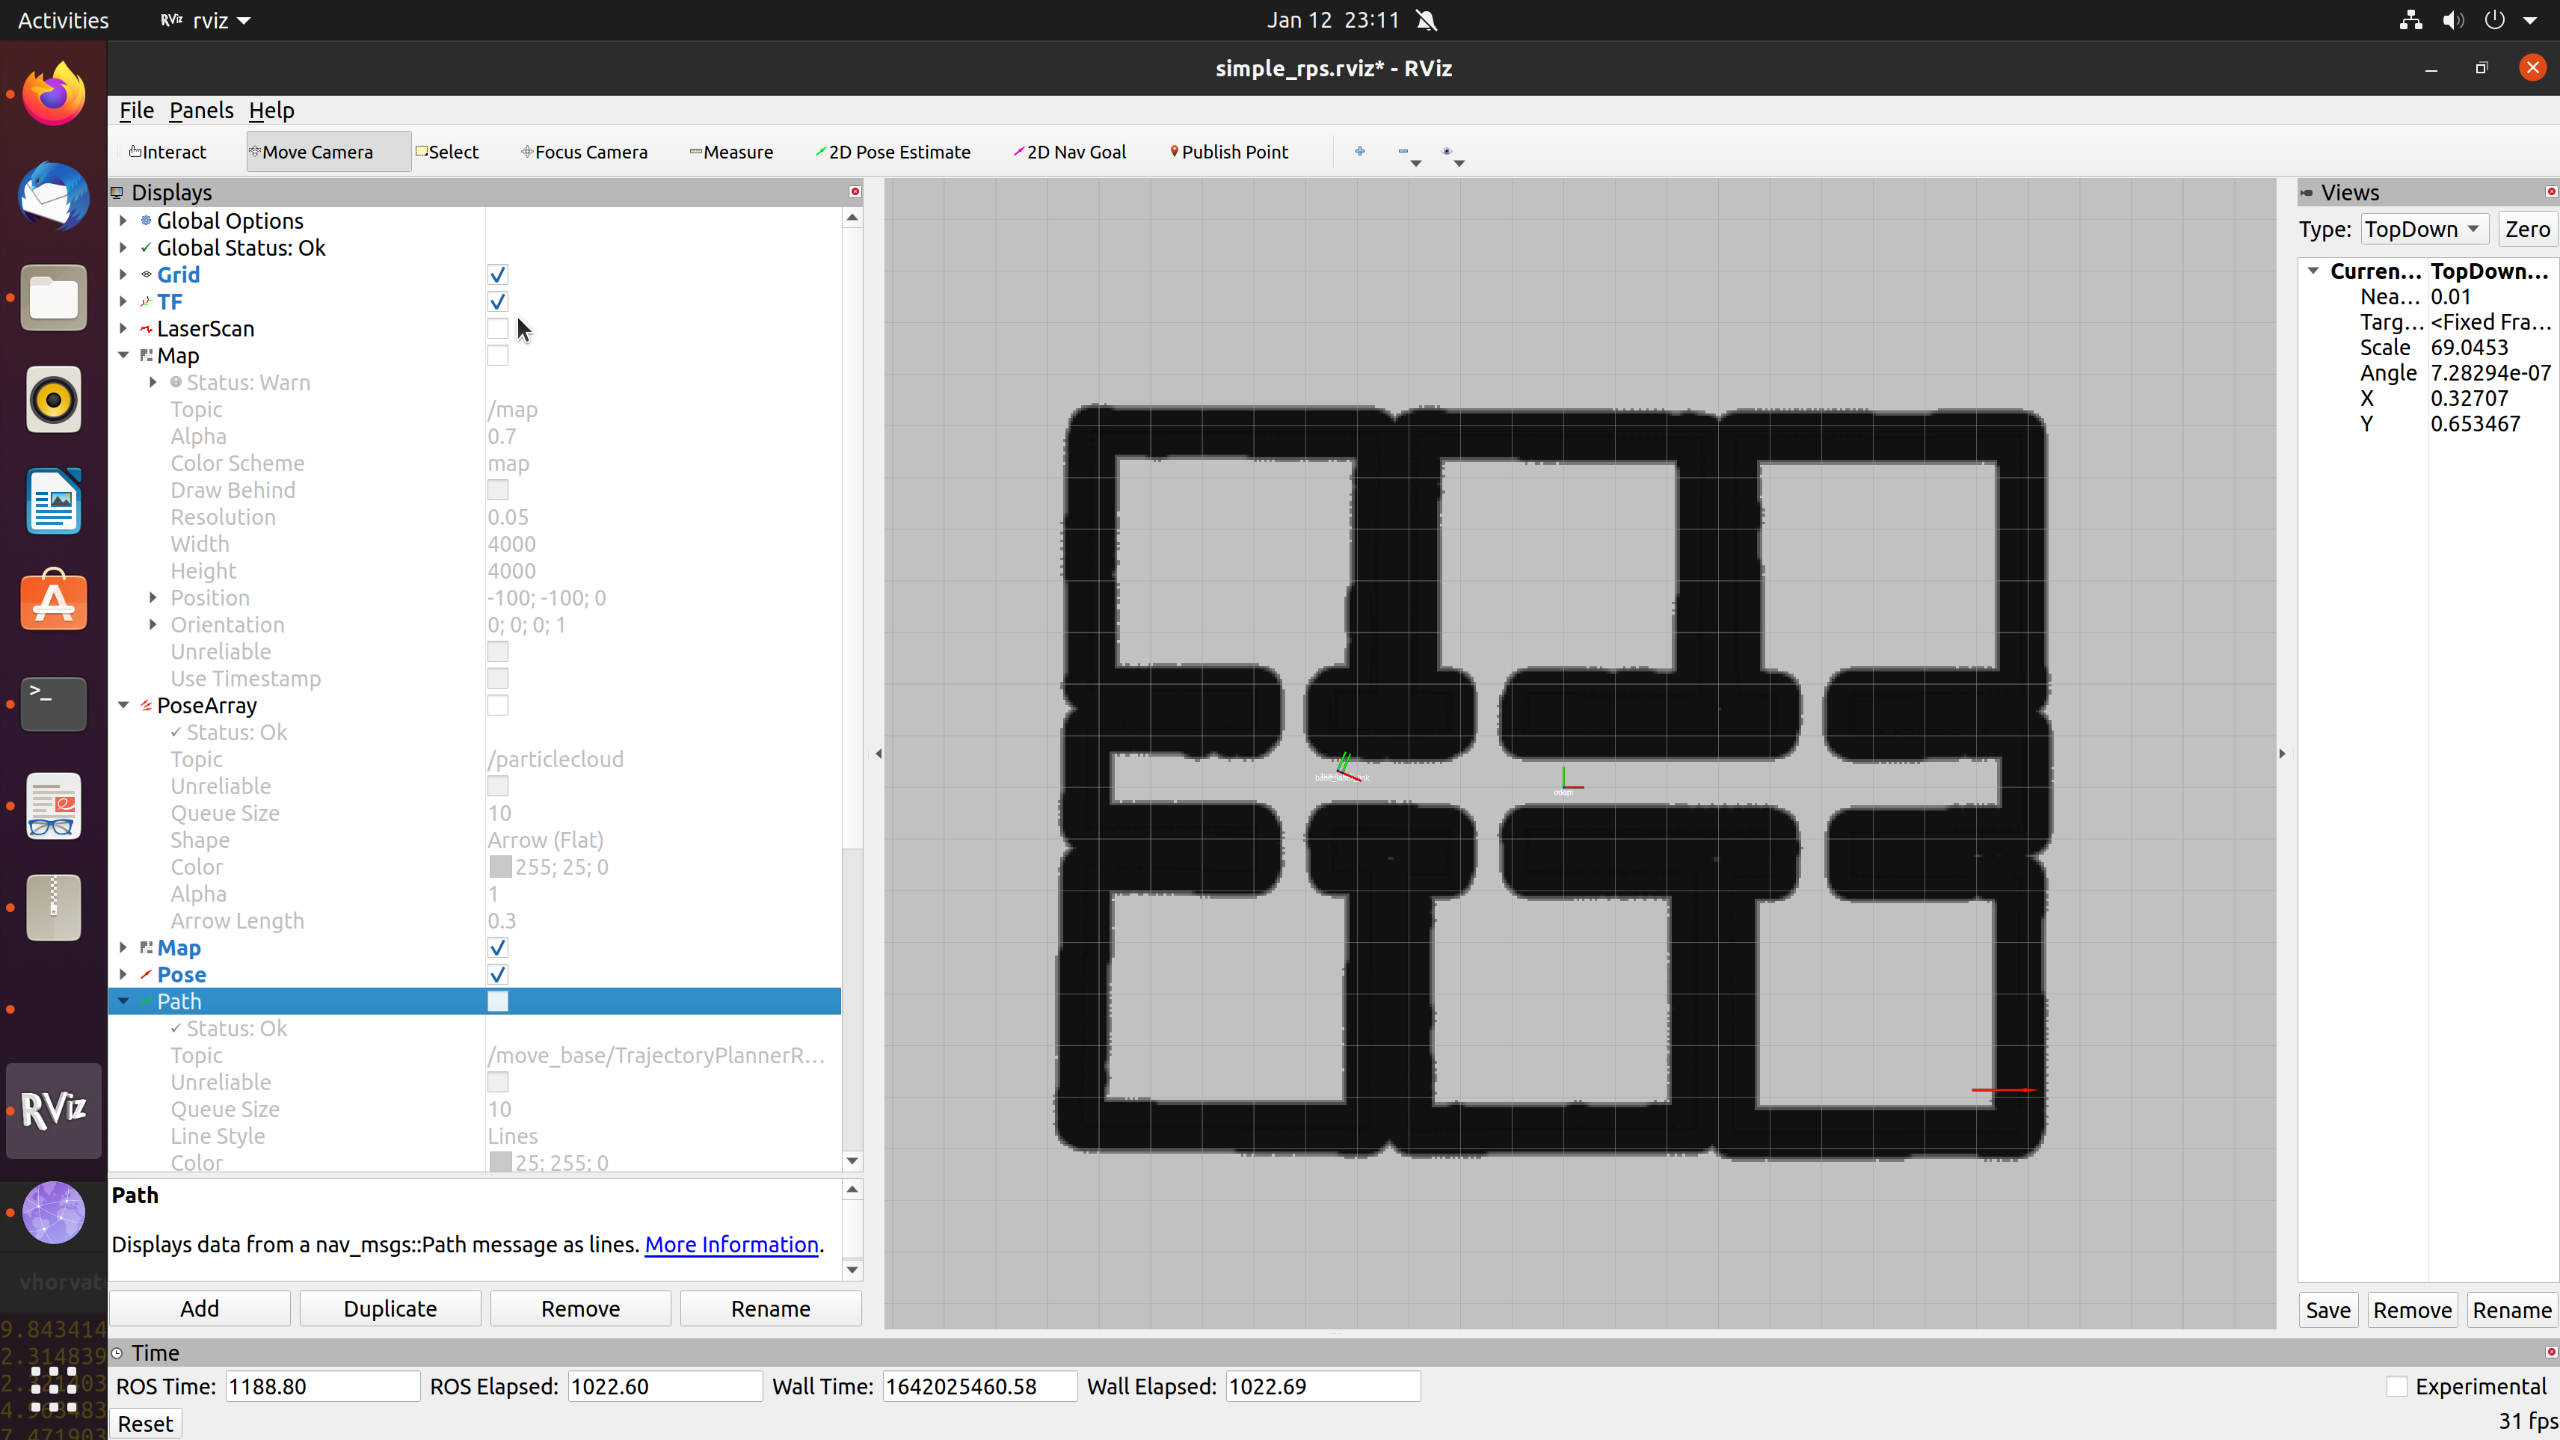 Activities
RViz rviz
Jan 12 23:11
simple_rps.rviz* - RViz
File Panels Help
Interact Move Camera Select Focus Camera Measure 2D Pose Estimate 2D Nav Goal Publish Point
Displays
Global Options
Global Status: Ok
Grid
TF
LaserScan
Map
Status: Warn
Topic /map
Alpha 0.7
Color Scheme map
Draw Behind
Resolution 0.05
Width 4000
Height 4000
Position -100; -100; 0
Orientation 0; 0; 0; 1
Unreliable
Use Timestamp
PoseArray
Status: Ok
Topic /particlecloud
Unreliable
Queue Size 10
Shape Arrow (Flat)
Color 255; 25; 0
Alpha 1
Arrow Length 0.3
Map
Pose
Path
Status: Ok
Topic /move_base/TrajectoryPlannerR...
Unreliable
Queue Size 10
Line Style Lines
Color 25; 255; 0
Path
Displays data from a nav_msgs::Path message as lines. More Information.
Add Duplicate Remove Rename
Views
Type: TopDown Zero
Curren... TopDown...
Nea... 0.01
Targ... <Fixed Fra...
Scale 69.0453
Angle 7.28294e-07
X 0.32707
Y 0.653467
Save Remove Rename
Time
ROS Time: 1188.80 ROS Elapsed: 1022.60 Wall Time: 1642025460.58 Wall Elapsed: 1022.69 Experimental
Reset 31 fps
RViz
vhorvat
9.843414
2.314839
7.471903